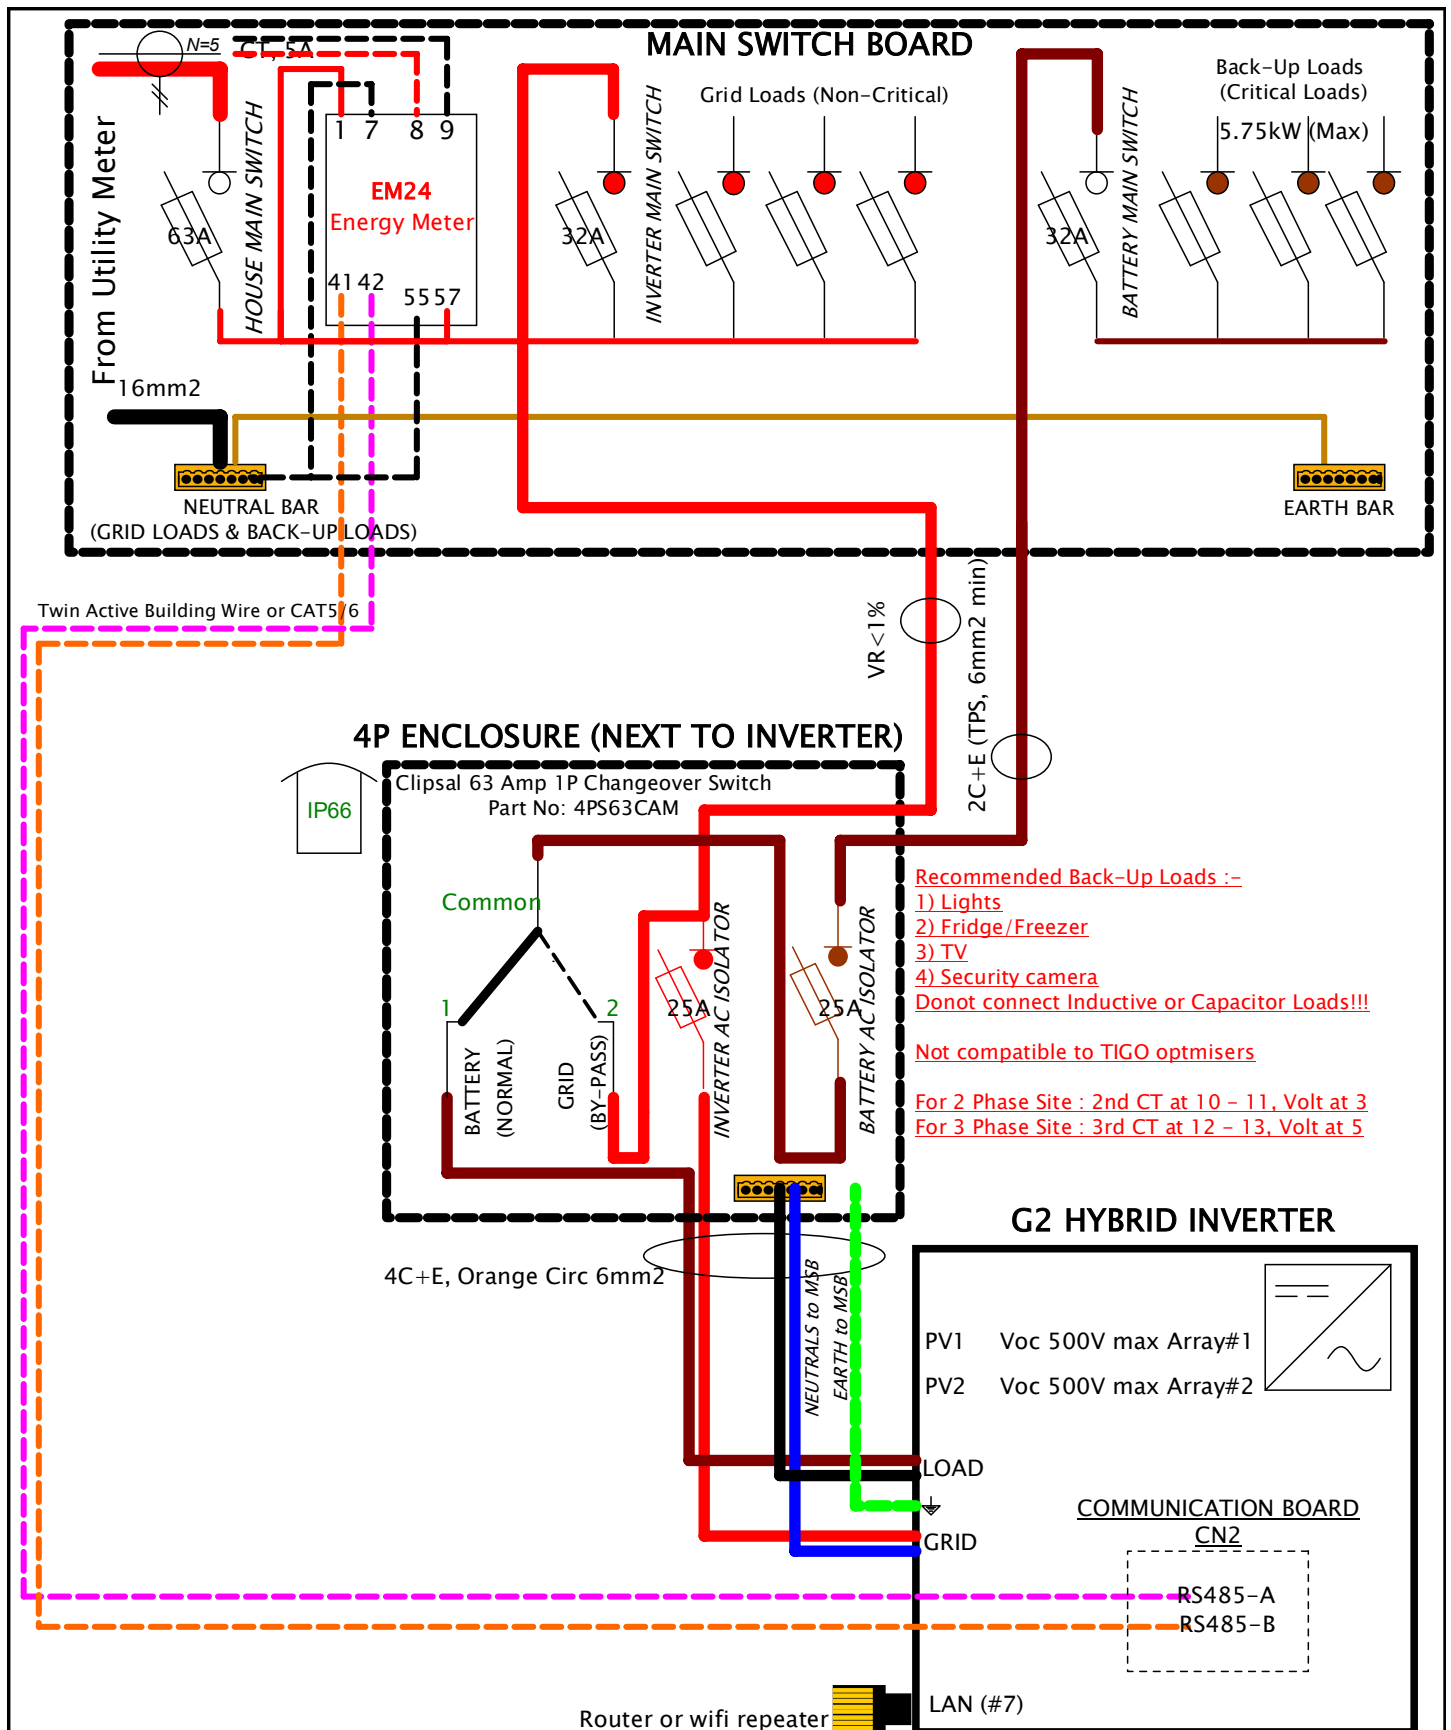 MAIN SWITCH BOARD
N=5
CT, 5A
From Utility Meter
63A
HOUSE MAIN SWITCH
1 7 8 9
EM24
Energy Meter
41 42 55 57
32A
INVERTER MAIN SWITCH
Grid Loads (Non-Critical)
32A
BATTERY MAIN SWITCH
Back-Up Loads
(Critical Loads)
5.75kW (Max)
16mm2
NEUTRAL BAR
(GRID LOADS & BACK-UP LOADS)
EARTH BAR
Twin Active Building Wire or CAT5/6
VR<1%
2C+E (TPS, 6mm2 min)
4P ENCLOSURE (NEXT TO INVERTER)
IP66
Clipsal 63 Amp 1P Changeover Switch
Part No: 4PS63CAM
Common
1
2
BATTERY
(NORMAL)
GRID
(BY-PASS)
25A
INVERTER AC ISOLATOR
25A
BATTERY AC ISOLATOR
Recommended Back-Up Loads :-
1) Lights
2) Fridge/Freezer
3) TV
4) Security camera
Donot connect Inductive or Capacitor Loads!!!
Not compatible to TIGO optmisers
For 2 Phase Site : 2nd CT at 10 - 11, Volt at 3
For 3 Phase Site : 3rd CT at 12 - 13, Volt at 5
4C+E, Orange Circ 6mm2
NEUTRALS to MSB
EARTH to MSB
G2 HYBRID INVERTER
PV1 Voc 500V max Array#1
PV2 Voc 500V max Array#2
LOAD
GRID
COMMUNICATION BOARD
CN2
RS485-A
RS485-B
LAN (#7)
Router or wifi repeater